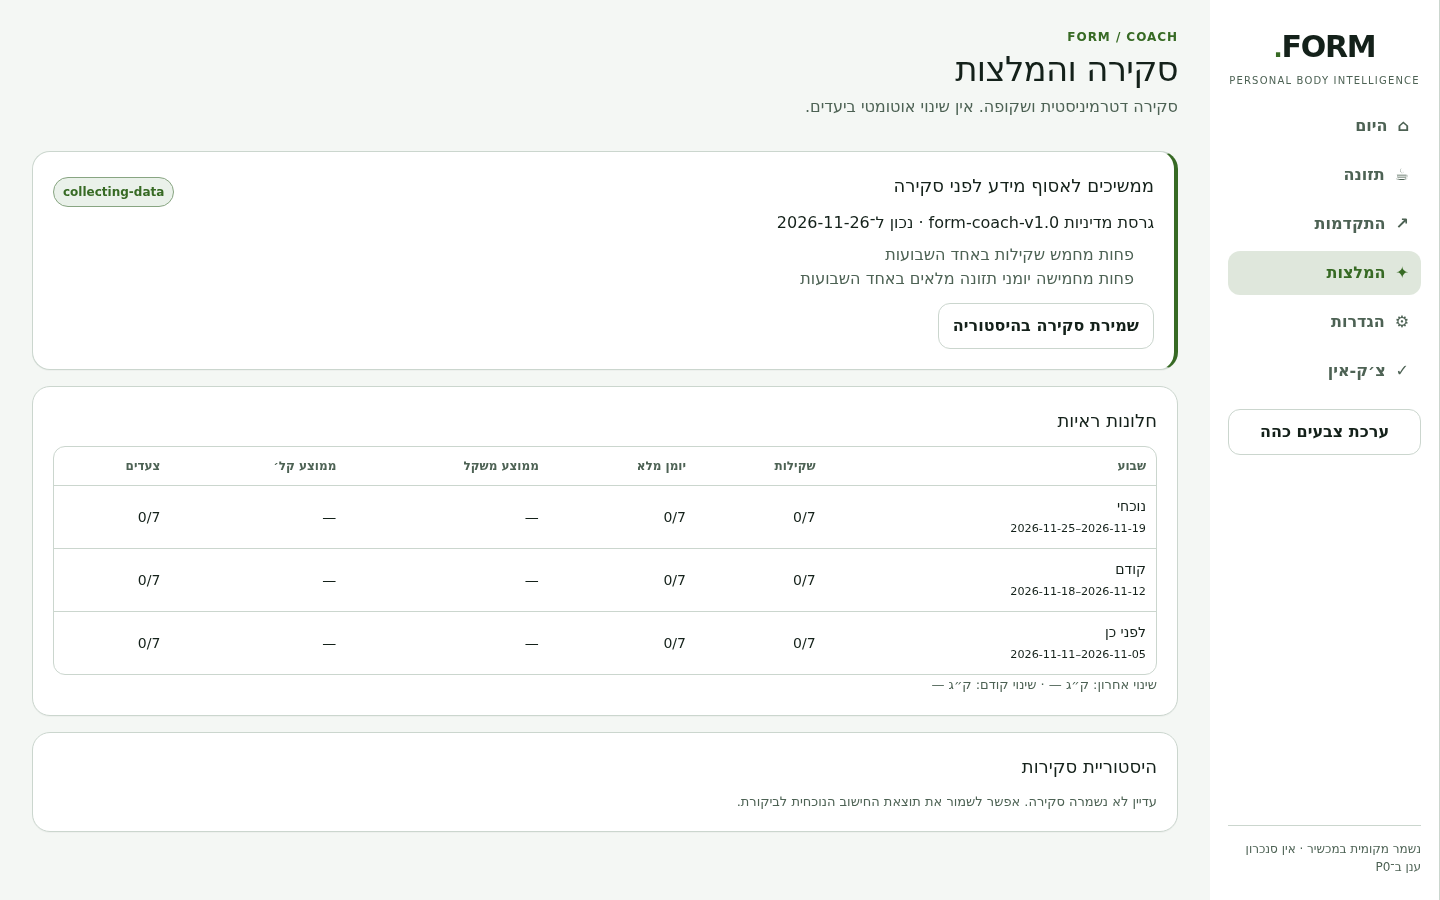 FORM.
PERSONAL BODY INTELLIGENCE
⌂ היום
☕ תזונה
↗ התקדמות
✦ המלצות
⚙ הגדרות
✓ צ׳ק-אין
ערכת צבעים כהה
נשמר מקומית במכשיר · אין סנכרון
ענן ב־P0
FORM / COACH
סקירה והמלצות
סקירה דטרמיניסטית ושקופה. אין שינוי אוטומטי ביעדים.
ממשיכים לאסוף מידע לפני סקירה
collecting-data
גרסת מדיניות form-coach-v1.0 · נכון ל־2026-11-26
פחות מחמש שקילות באחד השבועות
פחות מחמישה יומני תזונה מלאים באחד השבועות
שמירת סקירה בהיסטוריה
חלונות ראיות
שבוע שקילות יומן מלא ממוצע משקל ממוצע קל׳ צעדים
נוכחי 0/7 0/7 — — 0/7
2026-11-19–2026-11-25
קודם 0/7 0/7 — — 0/7
2026-11-12–2026-11-18
לפני כן 0/7 0/7 — — 0/7
2026-11-05–2026-11-11
שינוי אחרון: ק״ג — · שינוי קודם: ק״ג —
היסטוריית סקירות
עדיין לא נשמרה סקירה. אפשר לשמור את תוצאת החישוב הנוכחית לביקורת.